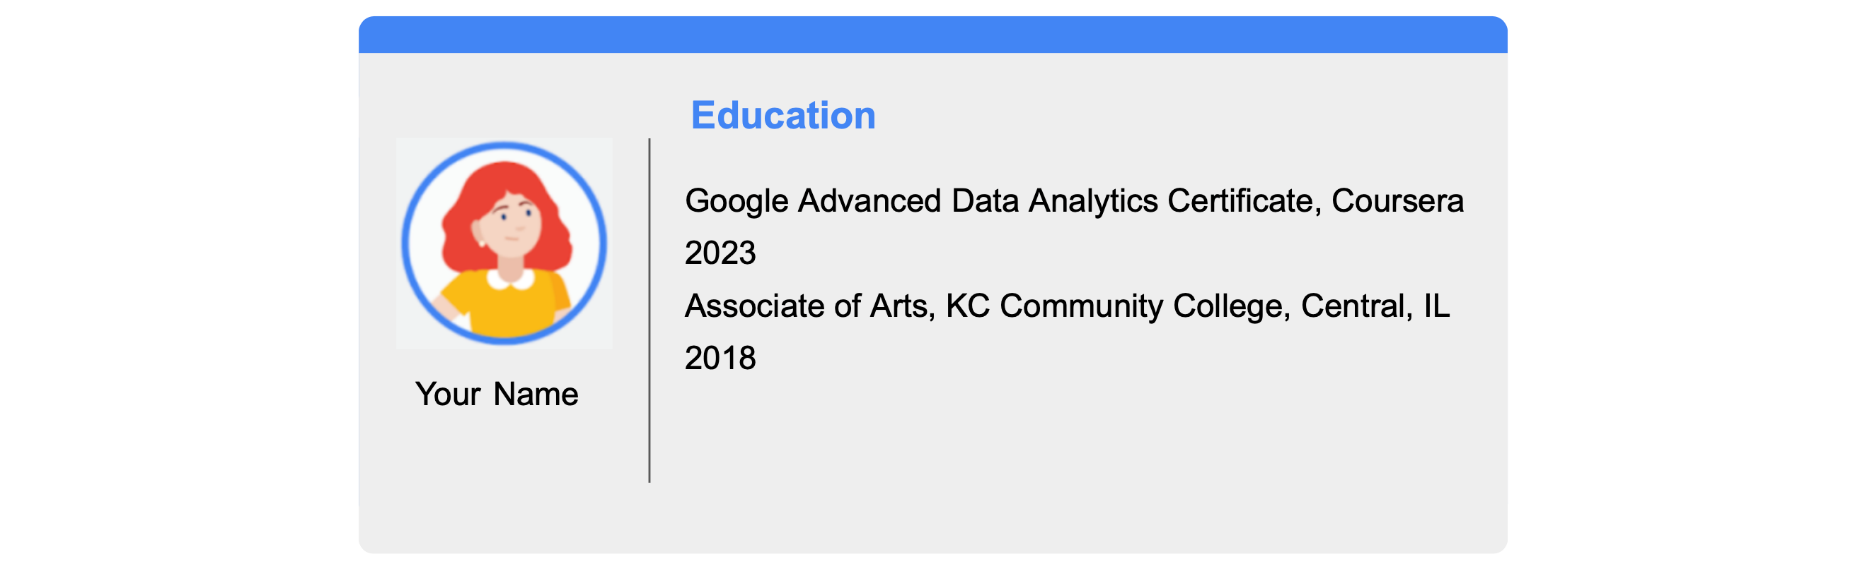 Education
Google Advanced Data Analytics Certificate, Coursera
2023
Associate of Arts, KC Community College, Central, IL
2018
Your Name